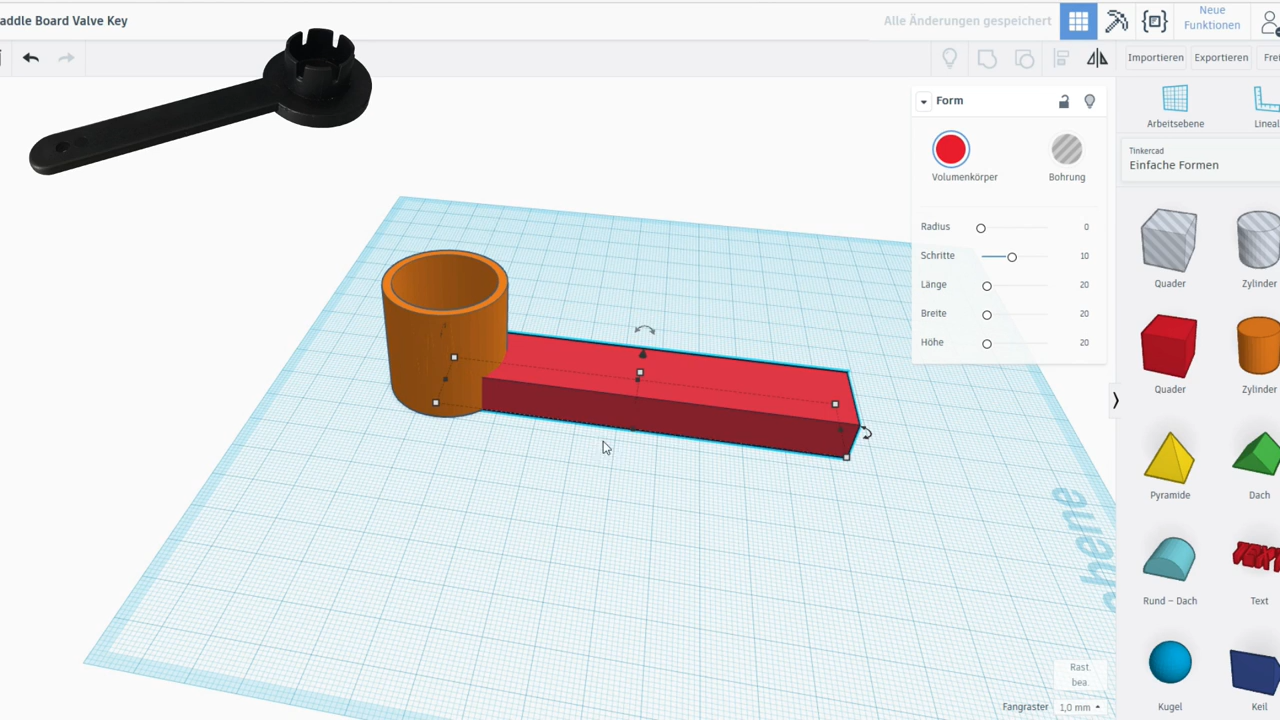 addle Board Valve Key
Alle Änderungen gespeichert
Neue
Funktionen
Importieren
Exportieren
Form
Volumenkörper
Bohrung
Radius 0
Schritte 10
Länge 20
Breite 20
Höhe 20
Arbeitsebene
Lineal
Tinkercad
Einfache Formen
Quader
Zylinder
Quader
Zylinder
Pyramide
Dach
Rund – Dach
Text
Kugel
Keil
ebene
Rast.
bea.
Fangraster 1,0 mm